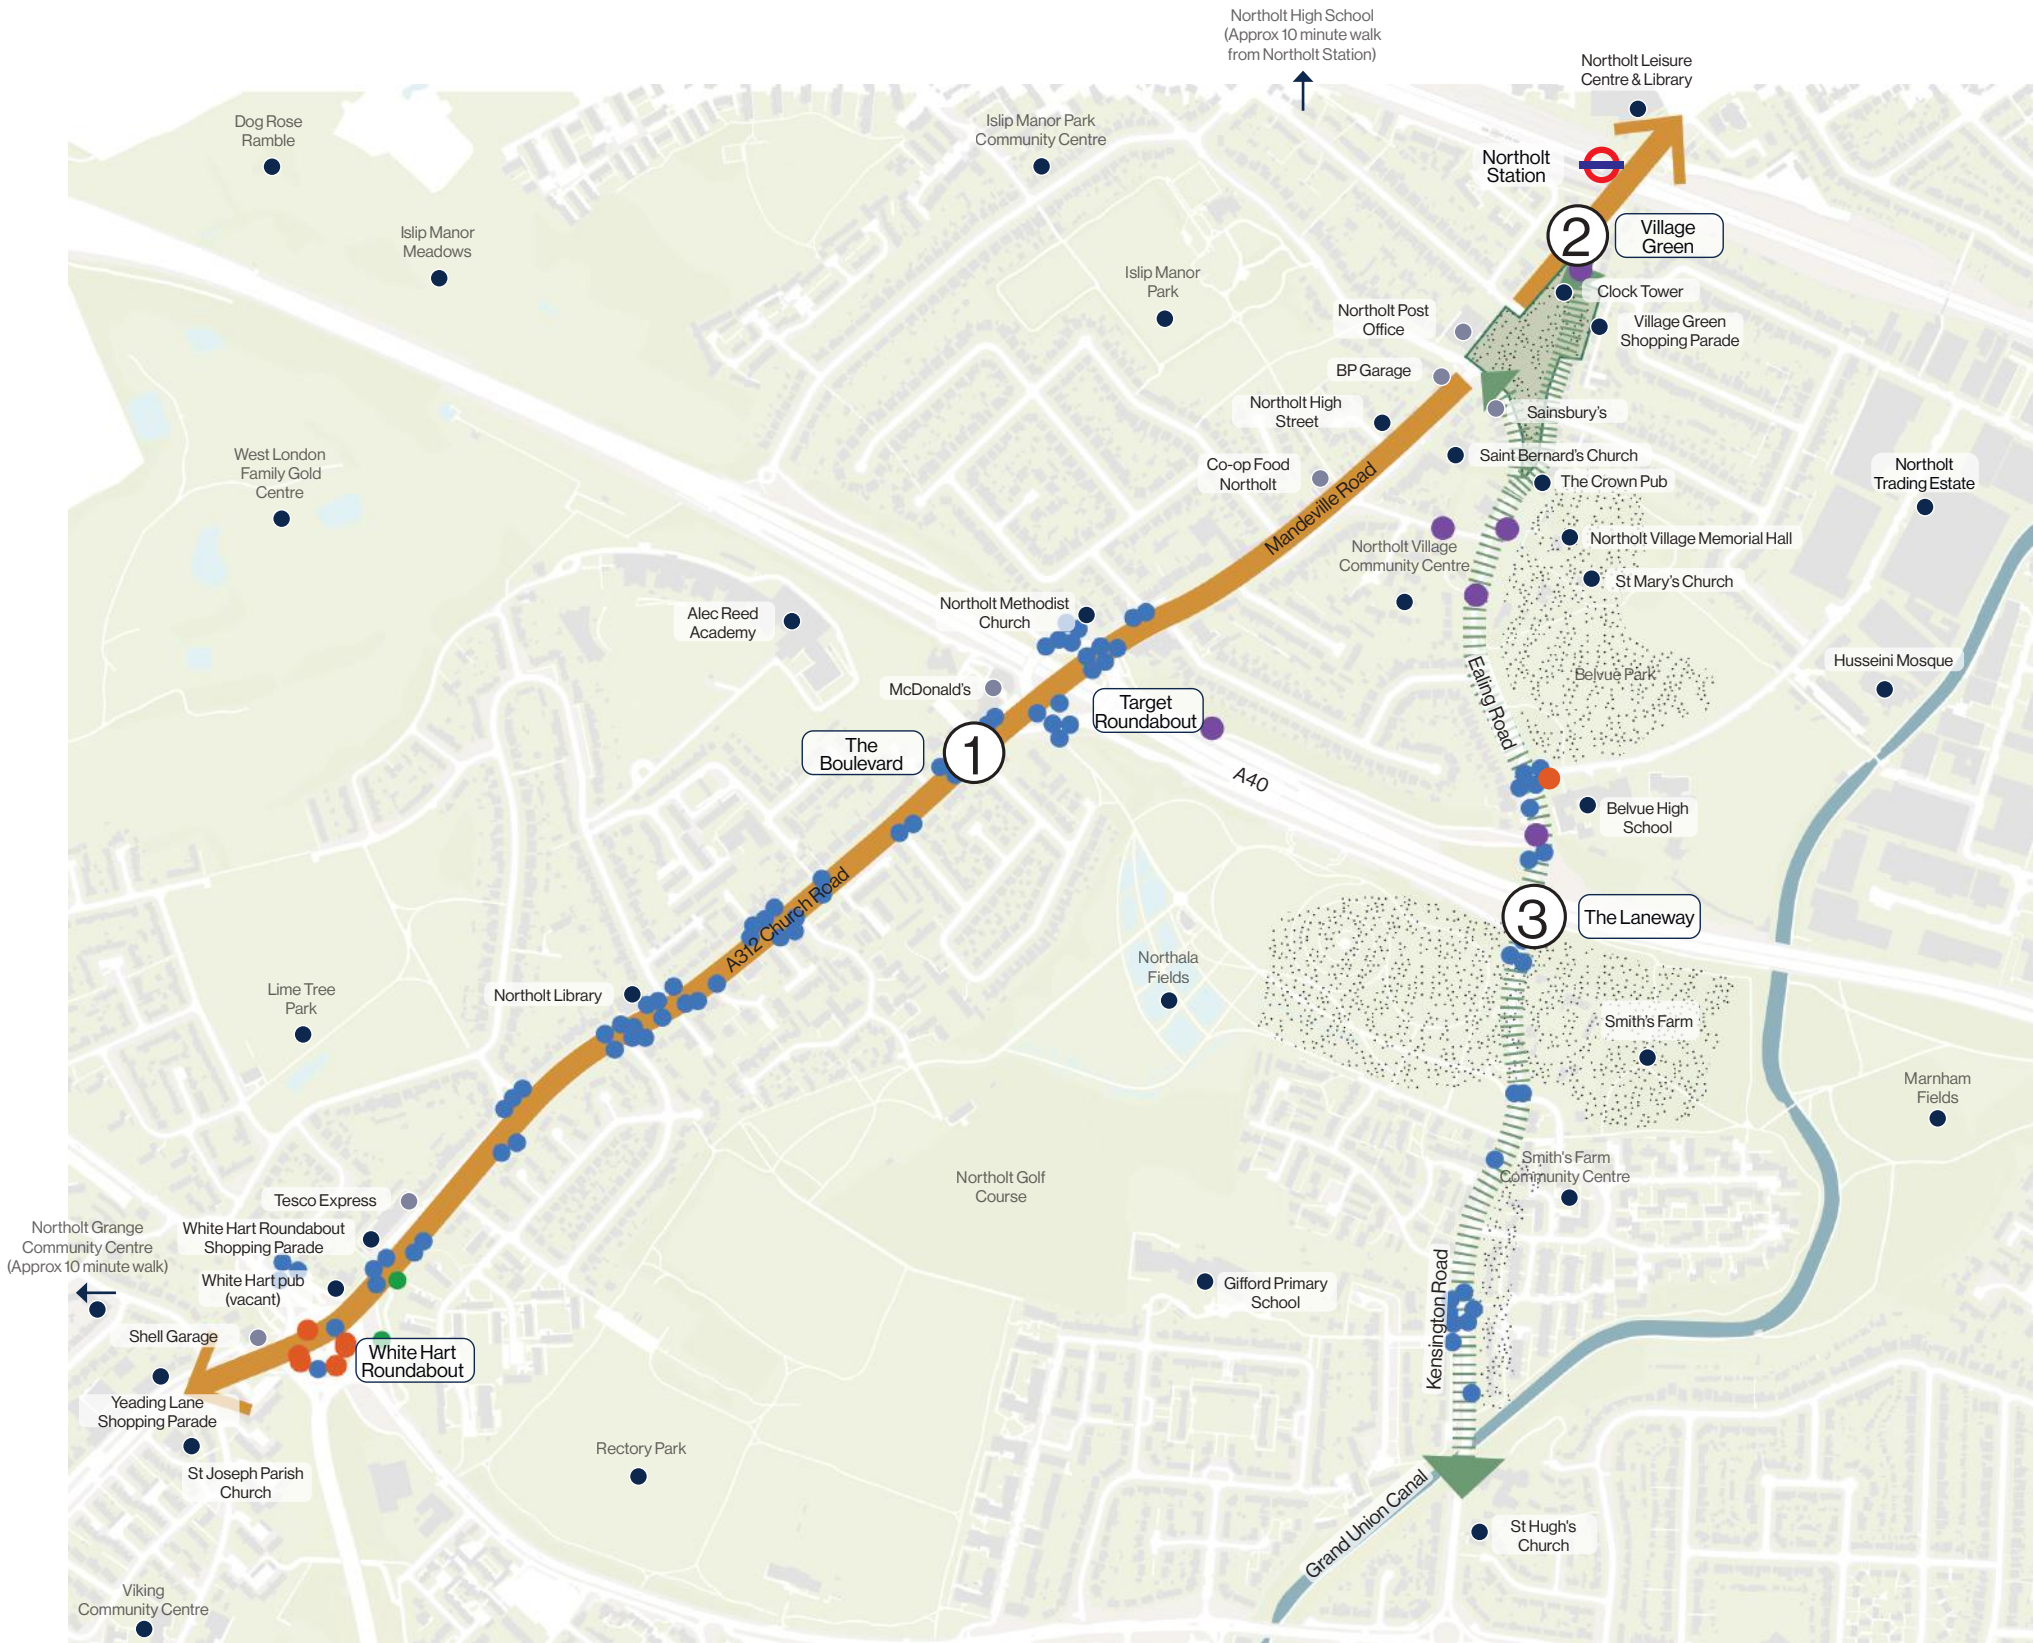 Northolt High School
(Approx 10 minute walk
from Northolt Station)
Northolt Leisure
Centre & Library
Dog Rose
Ramble
Islip Manor Park
Community Centre
Northolt
Station
Islip Manor
Meadows
2
Village
Green
Islip Manor
Park
Clock Tower
Northolt Post
Office
Village Green
Shopping Parade
BP Garage
Northolt High
Street
Sainsbury's
West London
Family Gold
Centre
Co-op Food
Northolt
Mandeville Road
Saint Bernard's Church
The Crown Pub
Northolt
Trading Estate
Northolt Village
Community Centre
Northolt Village Memorial Hall
St Mary's Church
Alec Reed
Academy
Northolt Methodist
Church
Ealing Road
Belvue Park
Husseini Mosque
McDonald's
Target
Roundabout
The
Boulevard
1
A40
Belvue High
School
A312 Church Road
3
The Laneway
Northala
Fields
Lime Tree
Park
Northolt Library
Smith's Farm
Marnham
Fields
Northolt Golf
Course
Smith's Farm
Community Centre
Tesco Express
Northolt Grange
Community Centre
(Approx 10 minute walk)
White Hart Roundabout
Shopping Parade
White Hart pub
(vacant)
Gifford Primary
School
Kensington Road
Shell Garage
White Hart
Roundabout
Yeading Lane
Shopping Parade
Rectory Park
St Joseph Parish
Church
Grand Union Canal
St Hugh's
Church
Viking
Community Centre